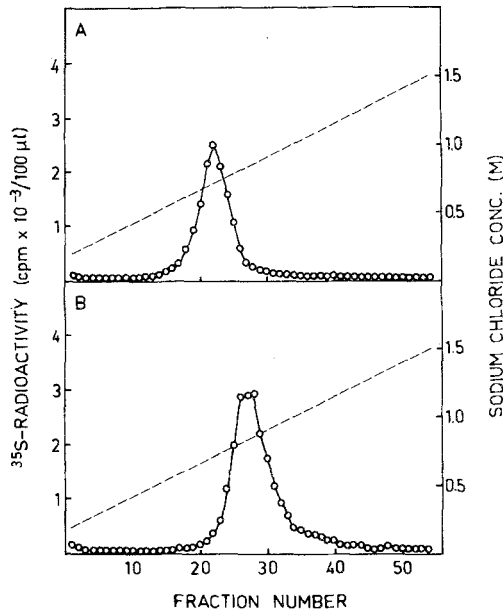 A
4
3
2
1
1.5
1.0
0.5
B
4
3
2
1
1.5
1.0
0.5
10 20 30 40 50
FRACTION NUMBER
³⁵S-RADIOACTIVITY (cpm x 10⁻³/100 µl)
SODIUM CHLORIDE CONC. (M)